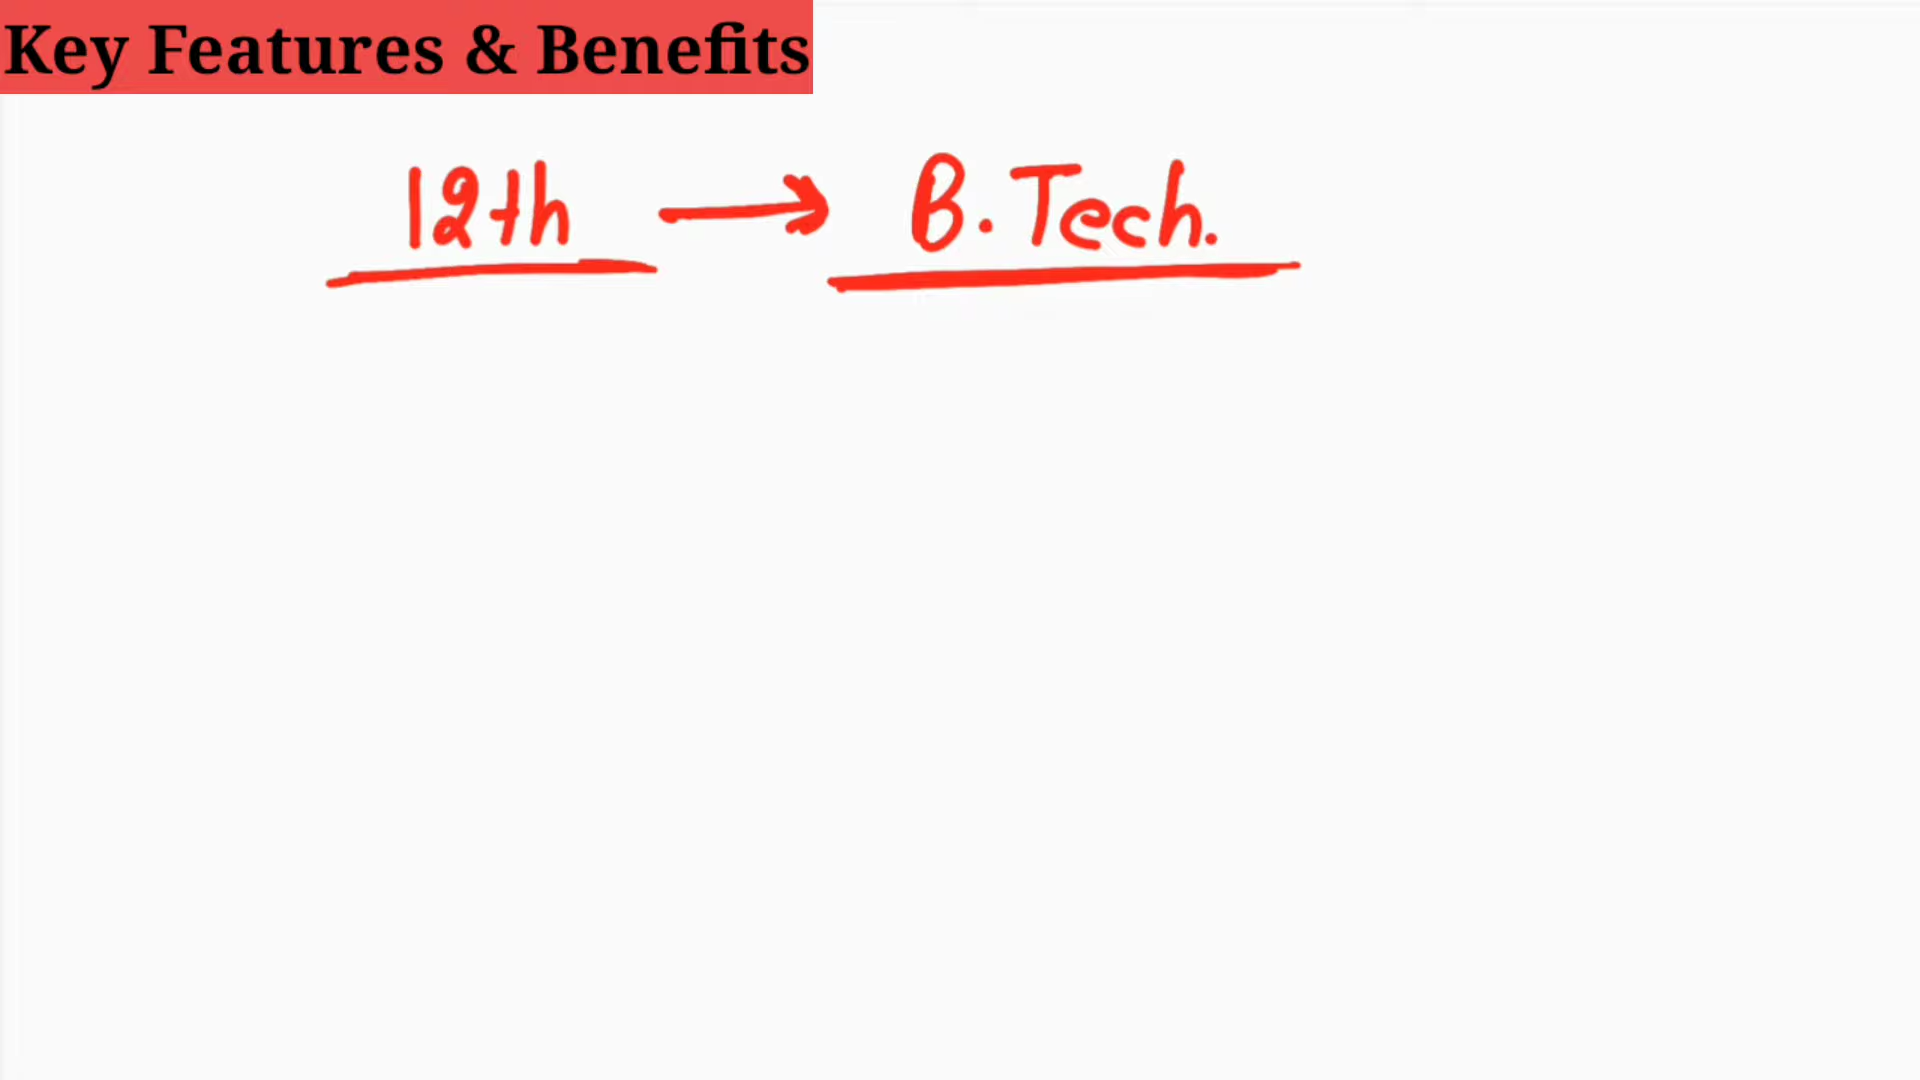 Key Features & Benefits
12th → B.Tech.